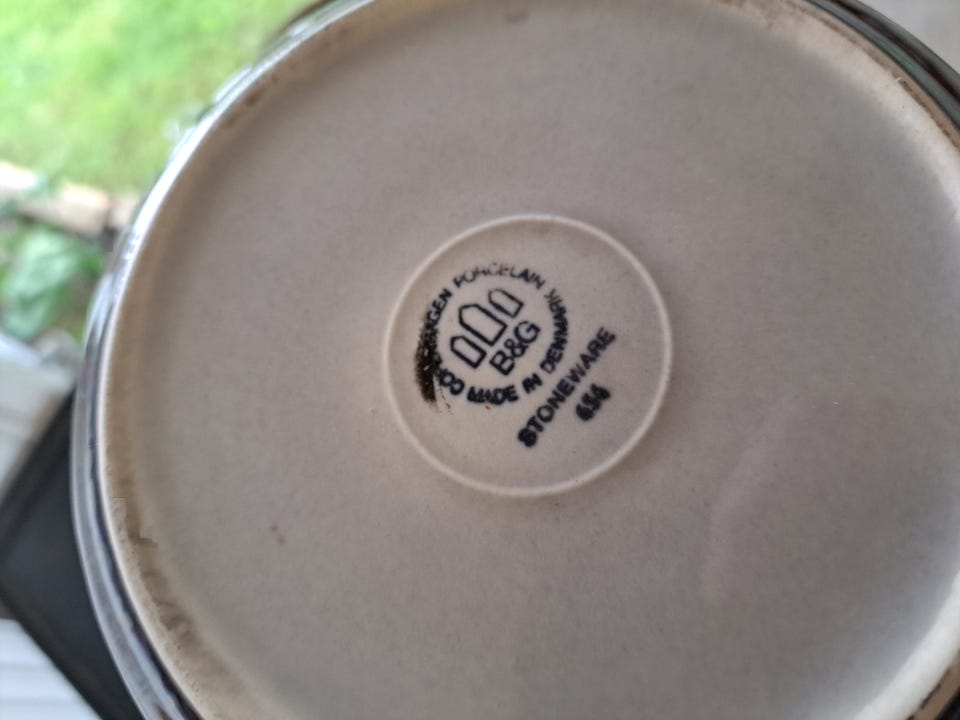 PORCELAIN
B&G
MADE IN DENMARK
STONEWARE